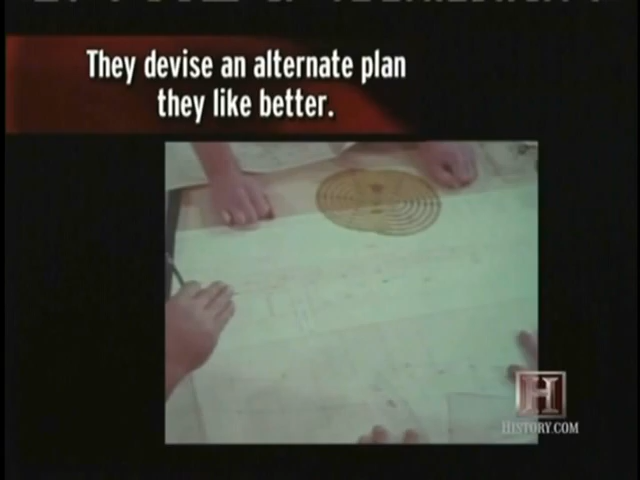 They devise an alternate plan
they like better.
H
HISTORY.COM